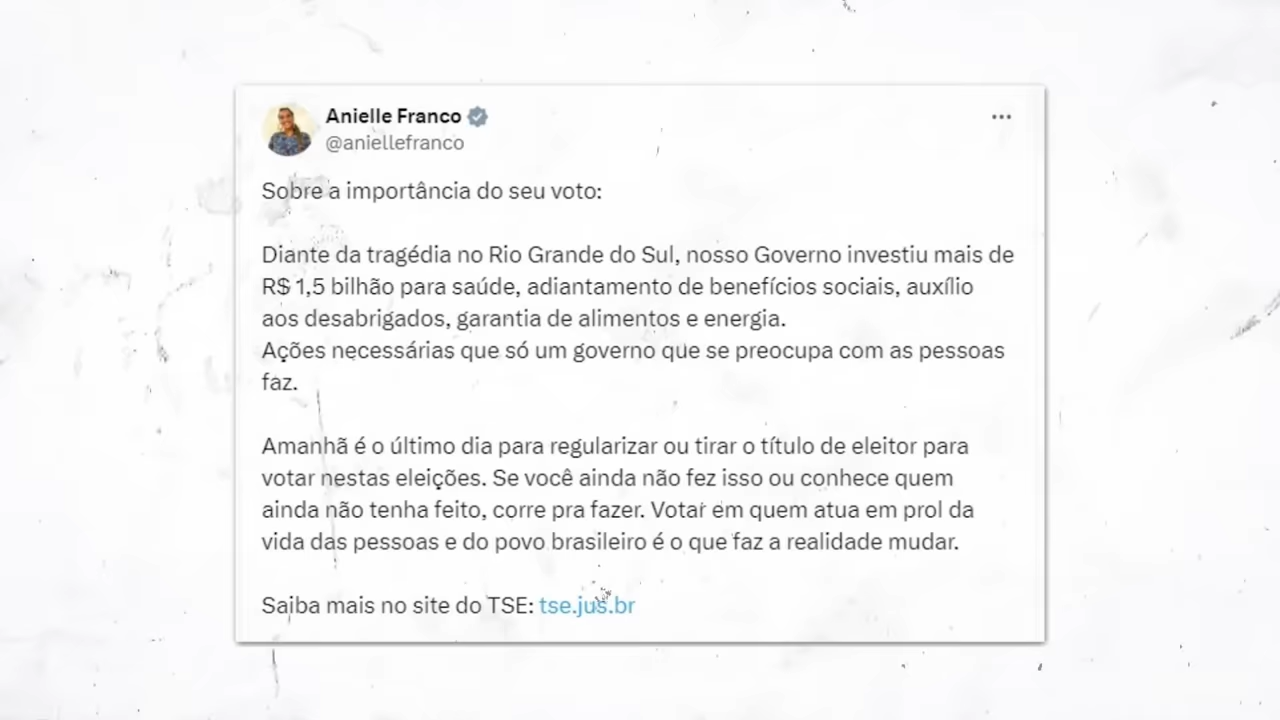 Anielle Franco
@aniellefranco
Sobre a importância do seu voto:
Diante da tragédia no Rio Grande do Sul, nosso Governo investiu mais de
R$ 1,5 bilhão para saúde, adiantamento de benefícios sociais, auxílio
aos desabrigados, garantia de alimentos e energia.
Ações necessárias que só um governo que se preocupa com as pessoas
faz.
Amanhã é o último dia para regularizar ou tirar o título de eleitor para
votar nestas eleições. Se você ainda não fez isso ou conhece quem
ainda não tenha feito, corre pra fazer. Votar em quem atua em prol da
vida das pessoas e do povo brasileiro é o que faz a realidade mudar.
Saiba mais no site do TSE: tse.jus.br